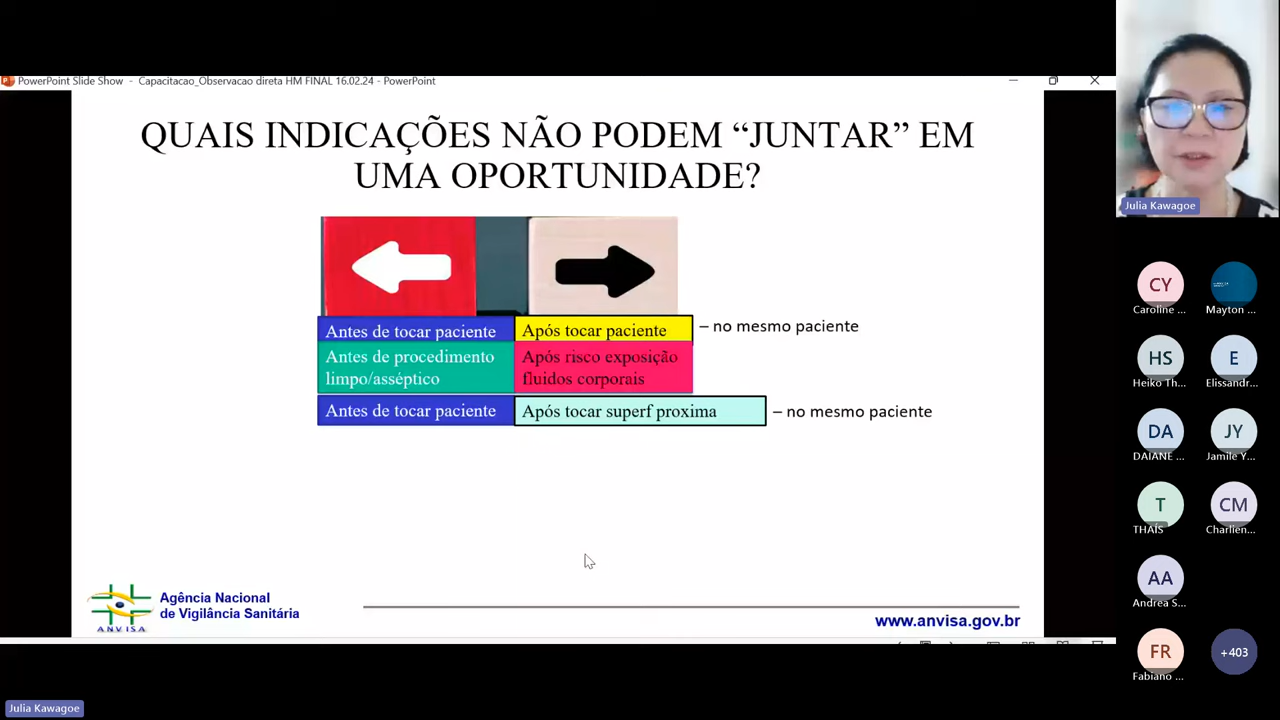 PowerPoint Slide Show - Capacitacao_Observacao direta HM FINAL 16.02.24 - PowerPoint
QUAIS INDICAÇÕES NÃO PODEM “JUNTAR” EM
UMA OPORTUNIDADE?
Antes de tocar paciente
Após tocar paciente
– no mesmo paciente
Antes de procedimento
limpo/asséptico
Após risco exposição
fluidos corporais
Antes de tocar paciente
Após tocar superf proxima
– no mesmo paciente
ANVISA
Agência Nacional
de Vigilância Sanitária
www.anvisa.gov.br
Julia Kawagoe
CY
Caroline ...
Mayton ...
HS
Heiko Th...
E
Elissandr...
DA
DAIANE ...
JY
Jamile Y...
T
THAÍS
CM
Charlien...
AA
Andrea S...
FR
Fabiano ...
+403
Julia Kawagoe